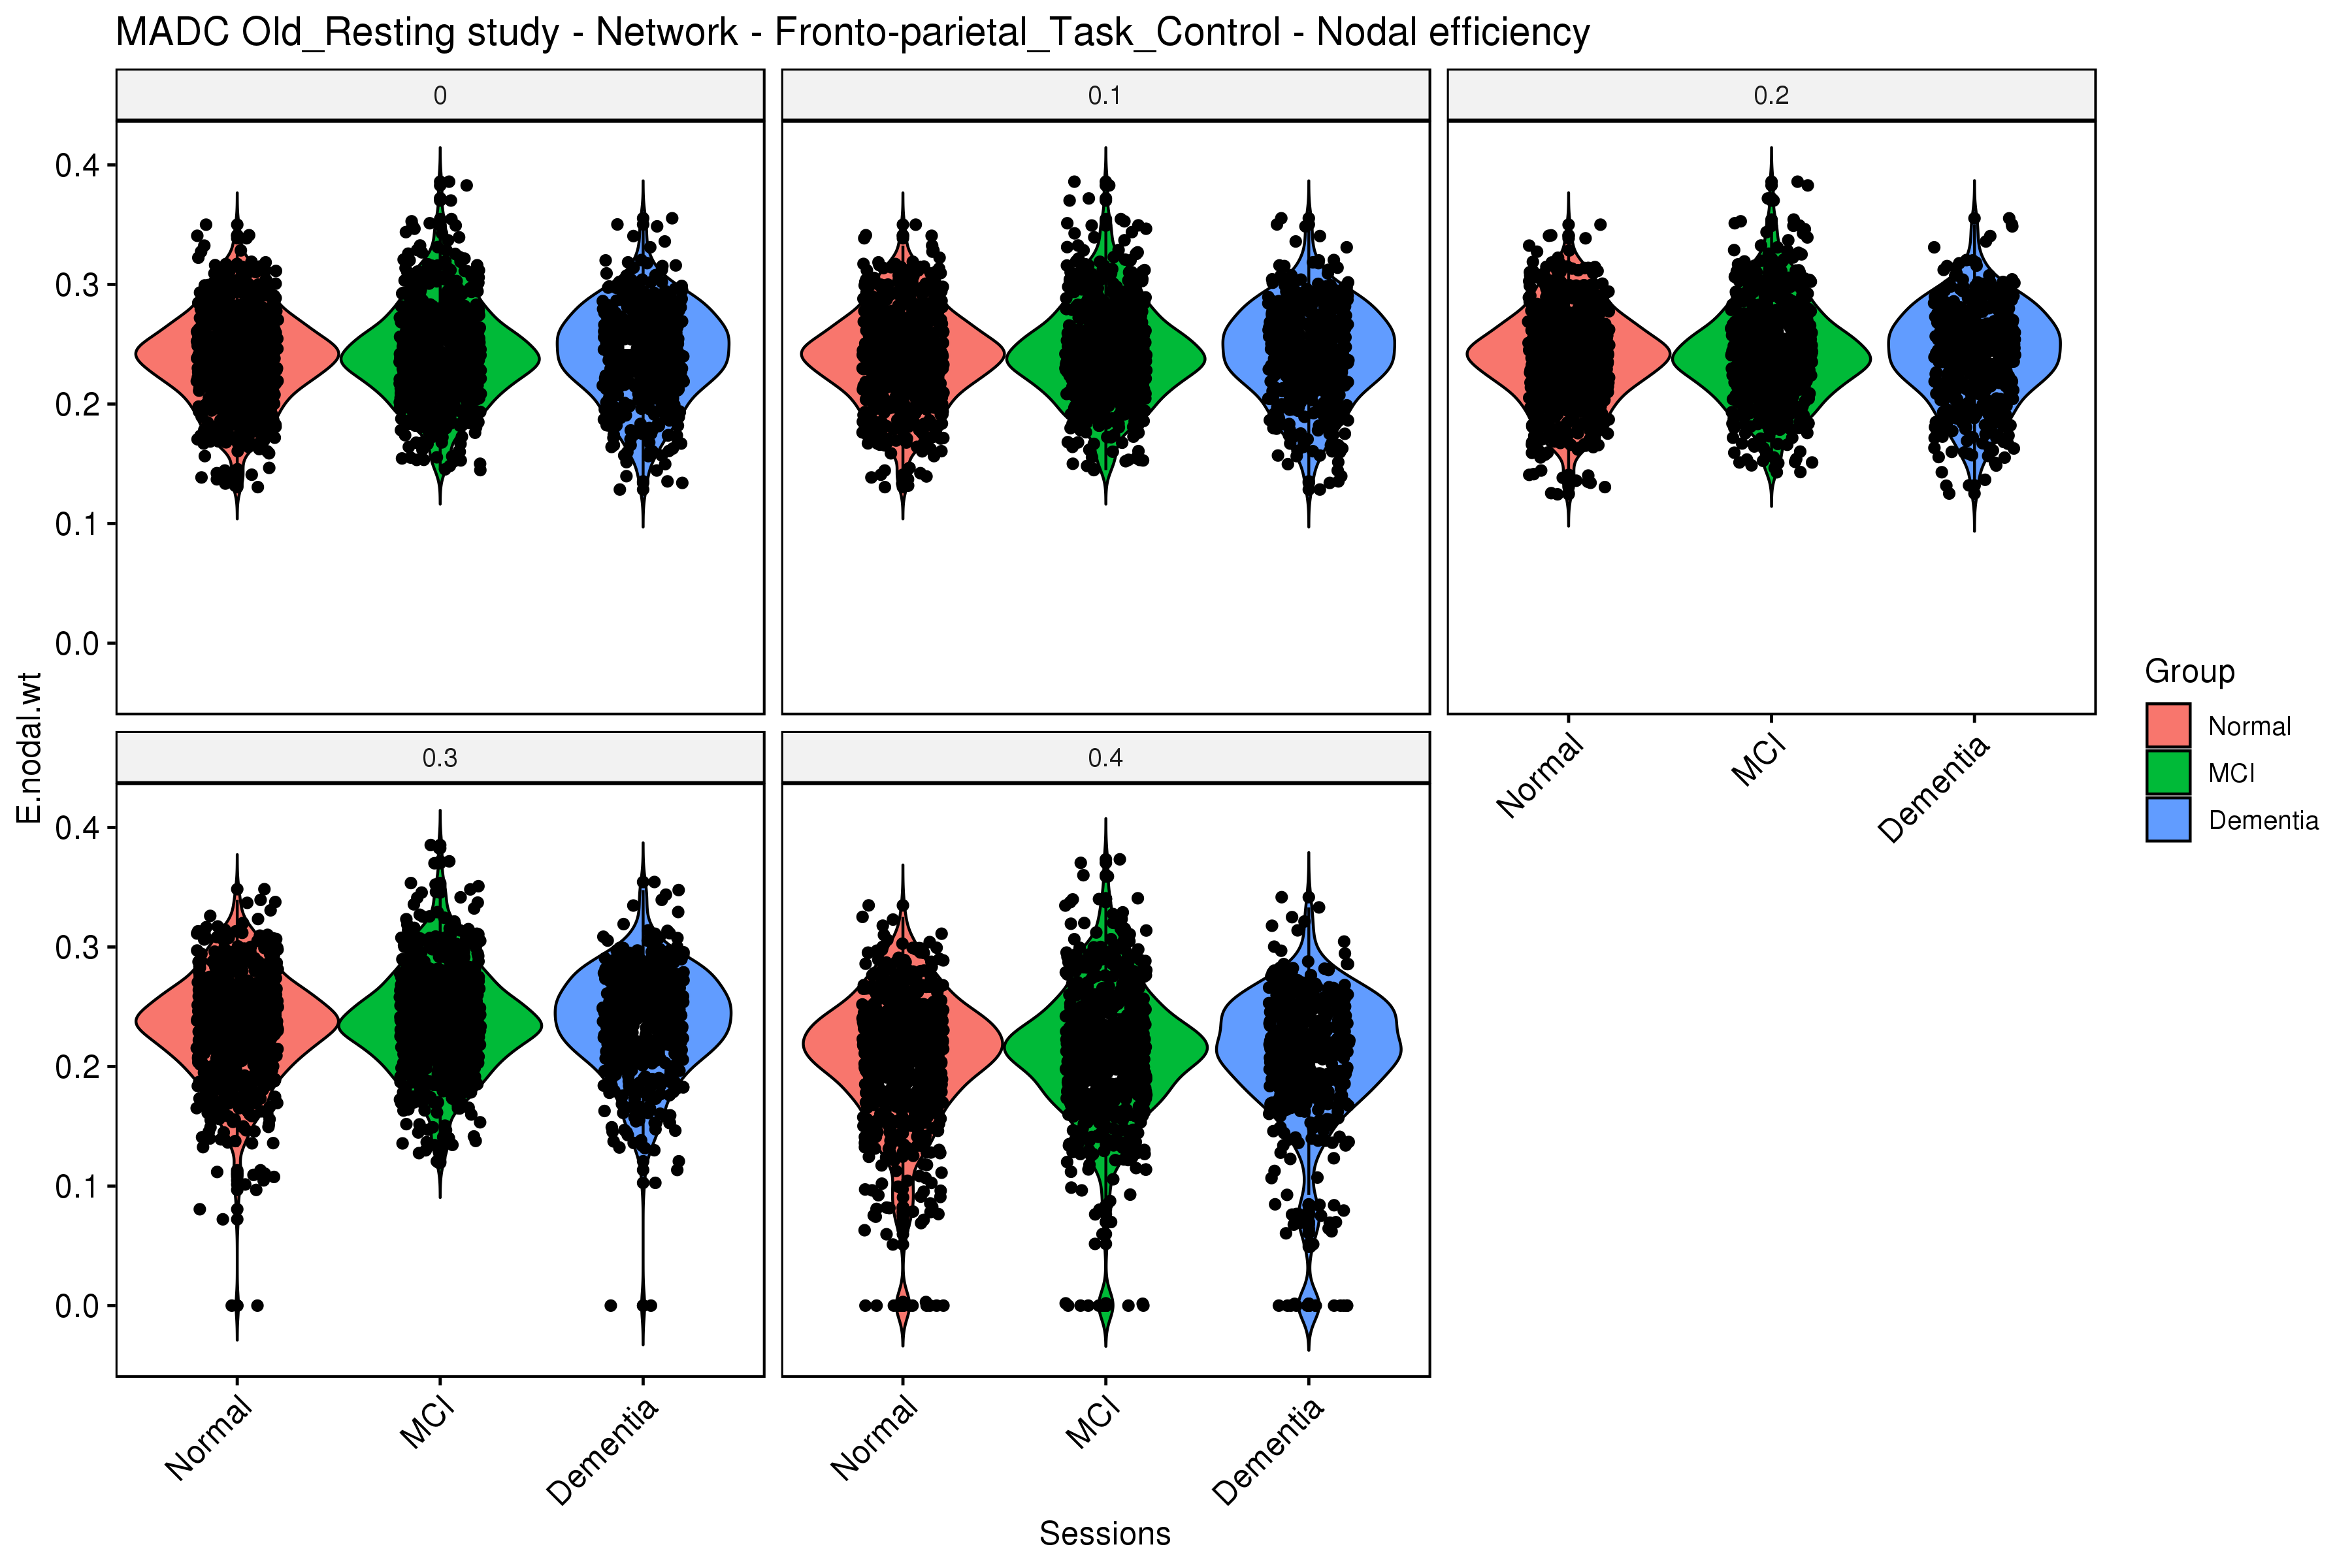 MADC Old_Resting study - Network - Fronto-parietal_Task_Control - Nodal efficiency
0
0.1
0.2
0.4
0.3
0.2
0.1
0.0
Normal
MCI
Dementia
0.3
0.4
0.4
0.3
0.2
0.1
0.0
Normal
MCI
Dementia
Normal
MCI
Dementia
Sessions
E.nodal.wt
Group
Normal
MCI
Dementia